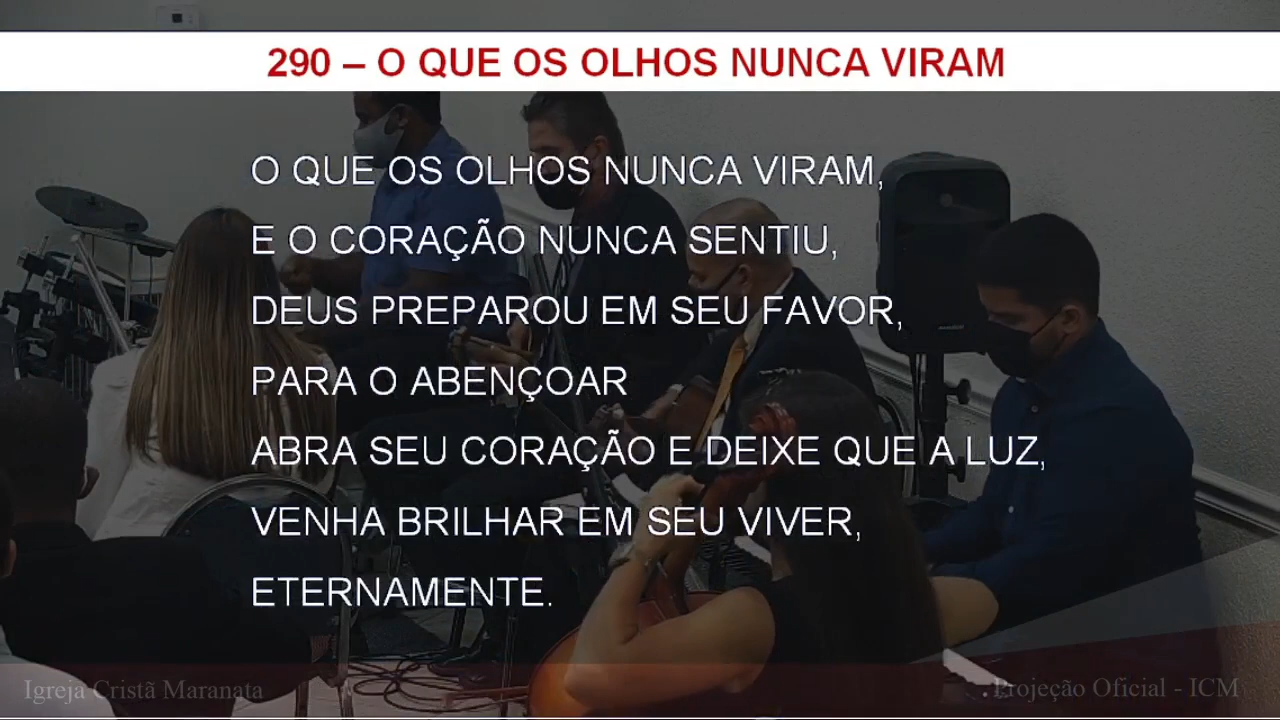 290 – O QUE OS OLHOS NUNCA VIRAM
O QUE OS OLHOS NUNCA VIRAM,
E O CORAÇÃO NUNCA SENTIU,
DEUS PREPAROU EM SEU FAVOR,
PARA O ABENÇOAR
ABRA SEU CORAÇÃO E DEIXE QUE A LUZ,
VENHA BRILHAR EM SEU VIVER,
ETERNAMENTE.
Igreja Cristã Maranata
Projeção Oficial - ICM